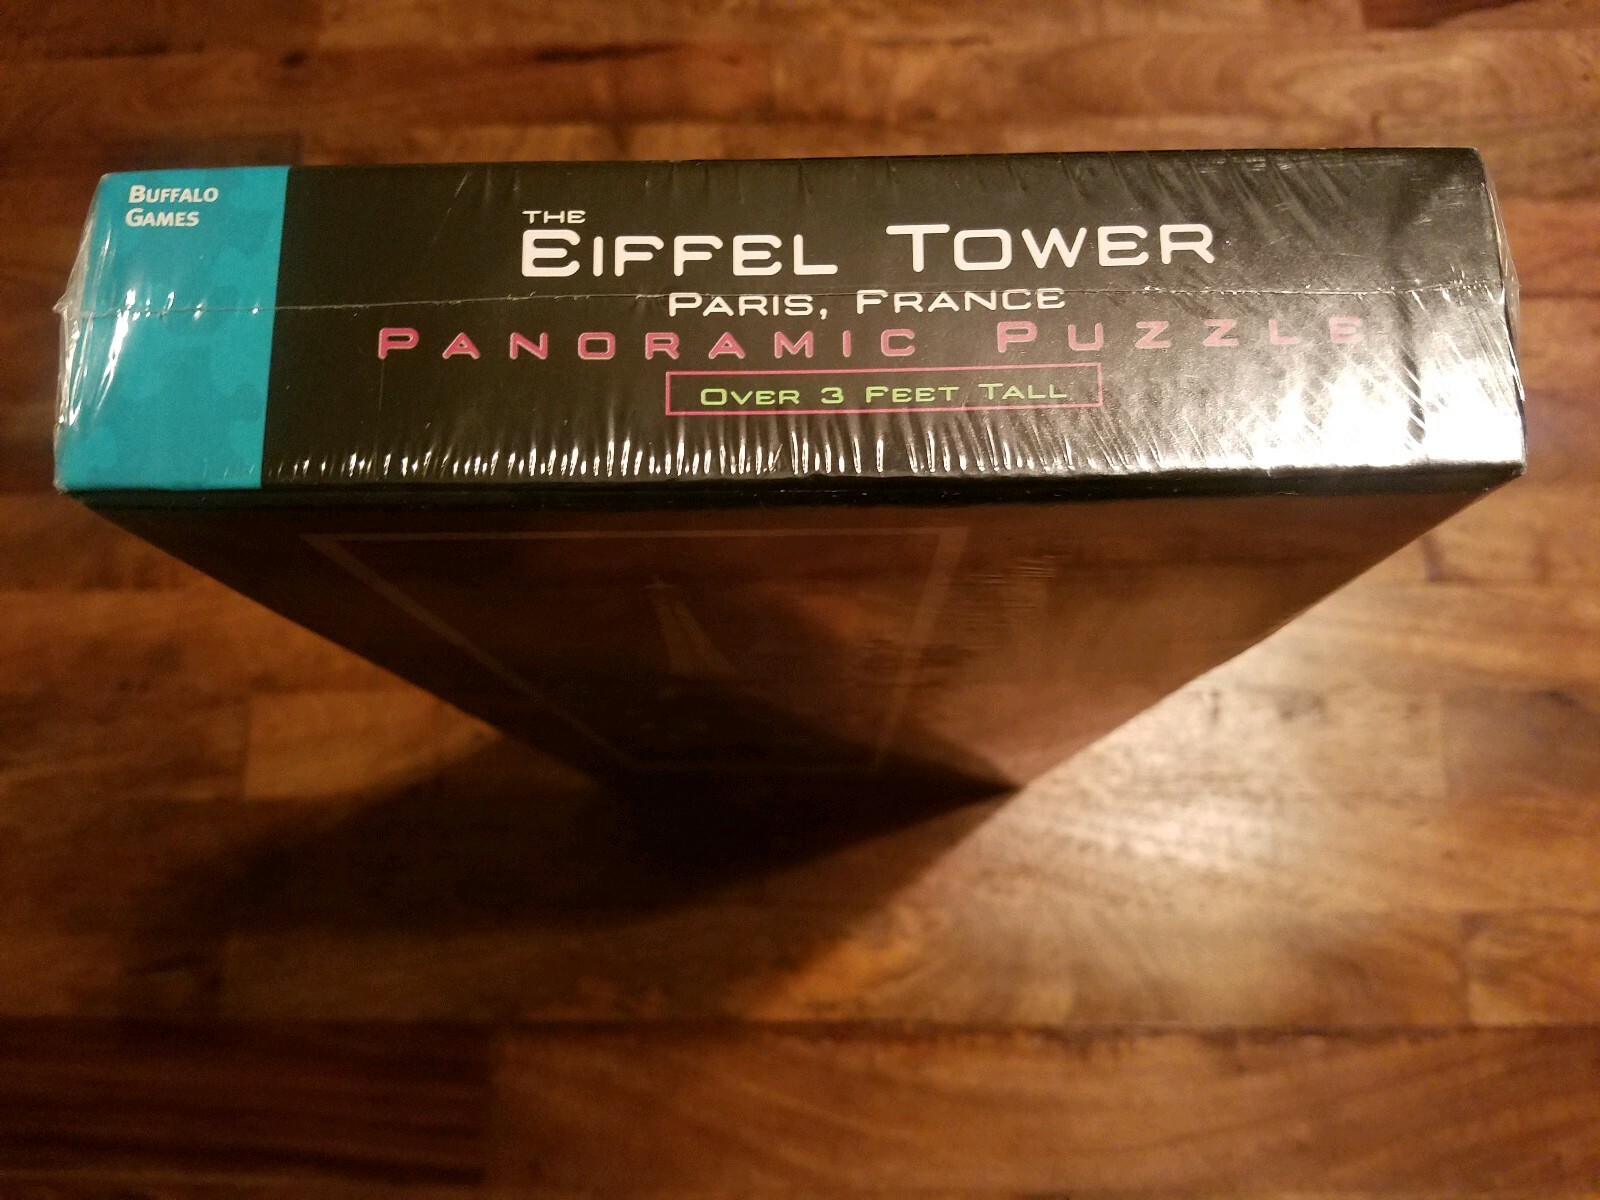 BUFFALO
GAMES
THE
EIFFEL TOWER
PARIS, FRANCE
PANORAMIC PUZZLE
OVER 3 FEET TALL